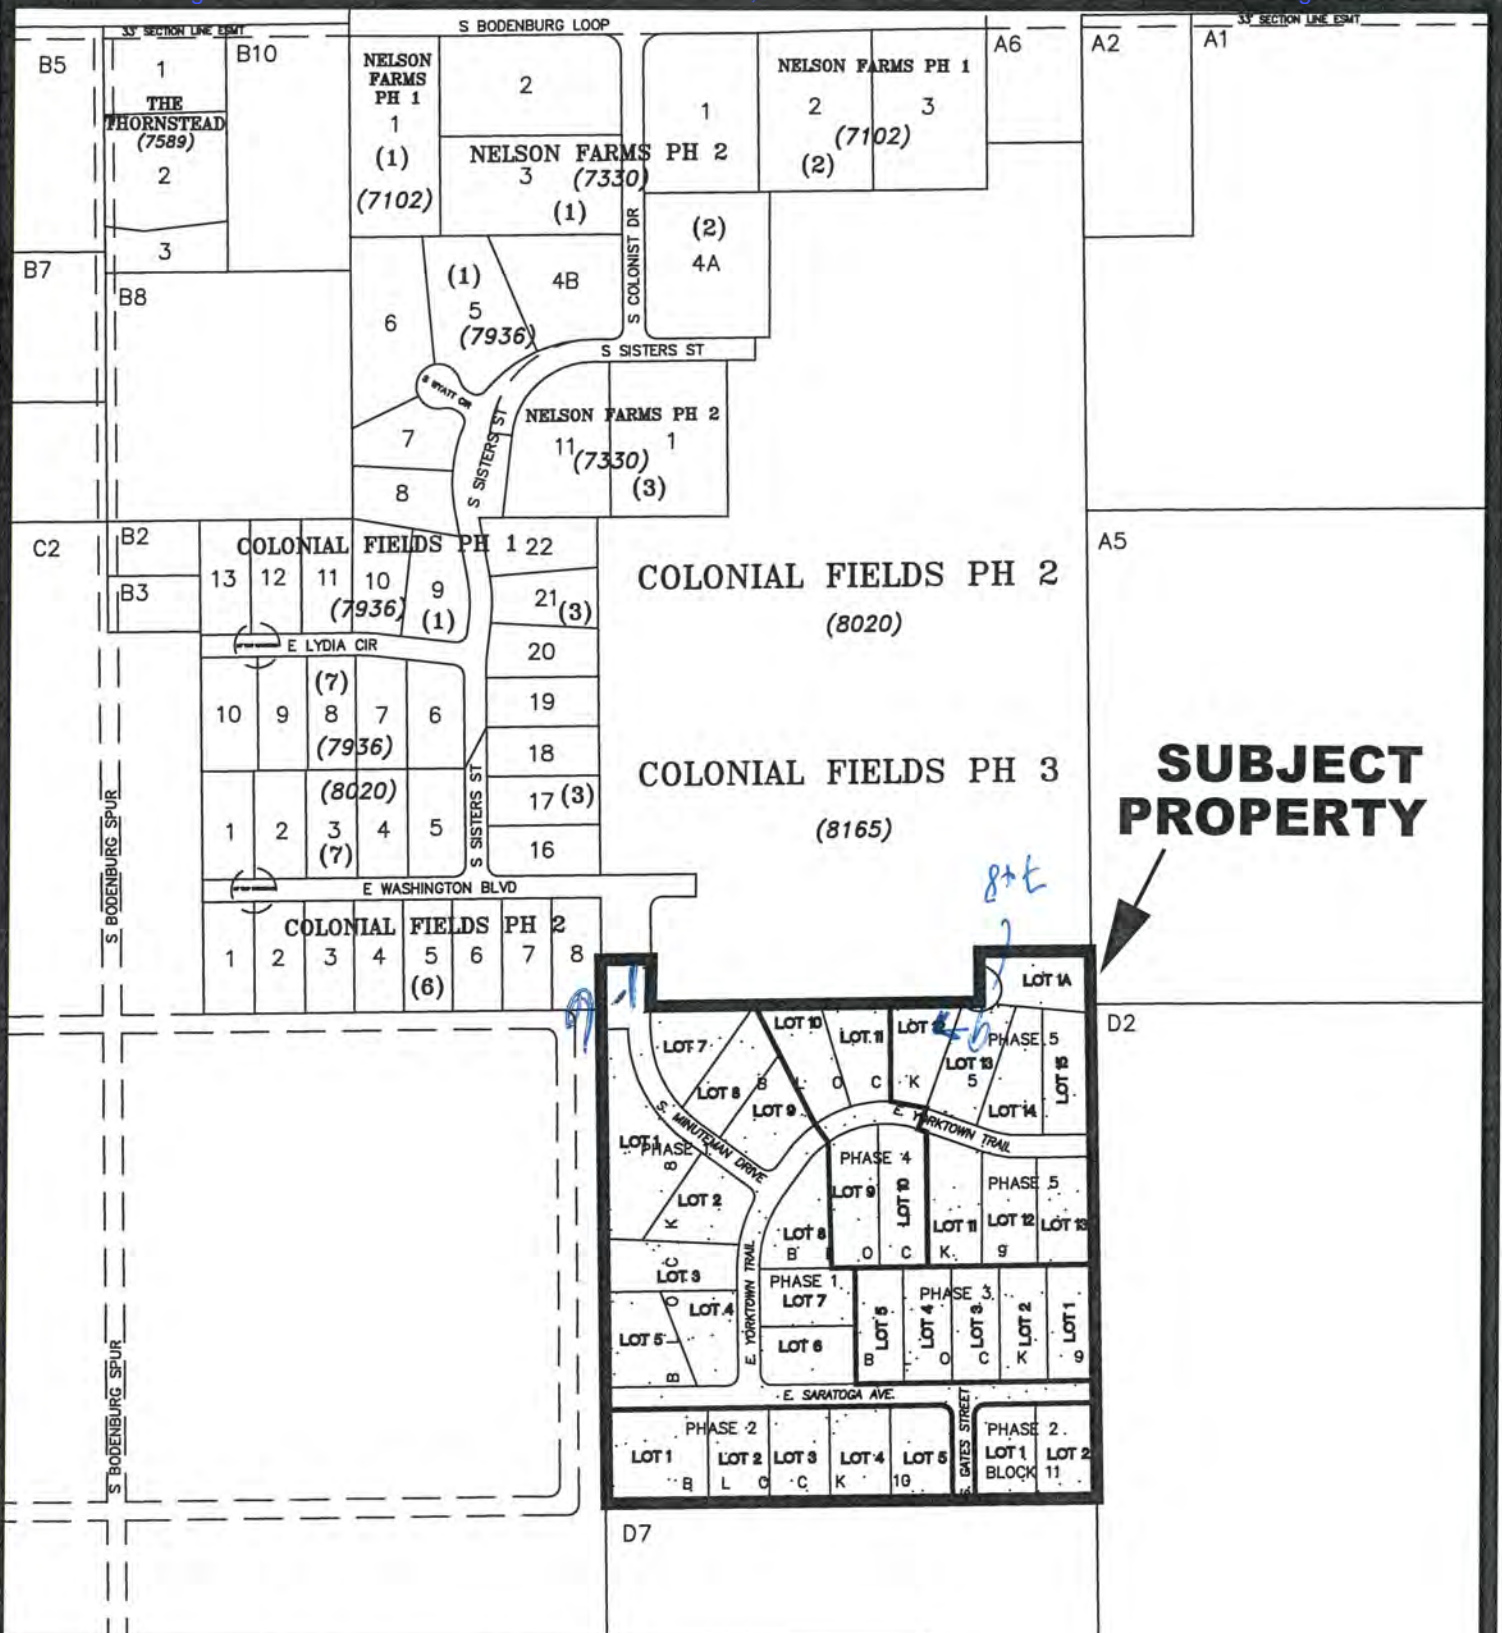 S BODENBURG LOOP
33' SECTION LINE ESMT
33' SECTION LINE ESMT
B5
1
B10
THE
THORNSTEAD
(7589)
2
3
NELSON
FARMS
PH 1
1
(1)
(7102)
2
NELSON FARMS PH 2
3
(7330)
(1)
1
NELSON FARMS PH 1
2
3
(7102)
(2)
A6
A2
A1
B7
B8
6
(1)
5
(7936)
4B
S COLONIST DR
(2)
4A
S SISTERS ST
S WYATT CIR
7
8
S SISTERS ST
NELSON FARMS PH 2
11
(7330)
1
(3)
C2
B2
B3
COLONIAL FIELDS PH 1
13
12
11
10
9
(7936)
(1)
22
21
(3)
20
19
18
17
(3)
16
E LYDIA CIR
COLONIAL FIELDS PH 2
(8020)
A5
(7)
10
9
8
7
6
(7936)
(8020)
1
2
3
4
5
(7)
S SISTERS ST
COLONIAL FIELDS PH 3
(8165)
SUBJECT
PROPERTY
S BODENBURG SPUR
E WASHINGTON BLVD
COLONIAL FIELDS PH 2
1
2
3
4
5
6
7
8
(6)
LOT 1A
D2
LOT 7
LOT 8
LOT 9
LOT 10
LOT 11
LOT 12
LOT 13
LOT 14
LOT 15
PHASE 5
B L O C K 5
S. MINUTEMAN DRIVE
E. YORKTOWN TRAIL
LOT 1
PHASE 1
LOT 2
LOT 3
LOT 4
LOT 5
B L O C K 8
E. YORKTOWN TRAIL
LOT 8
PHASE 4
LOT 9
LOT 10
PHASE 5
LOT 11
LOT 12
LOT 13
B L O C K 9
PHASE 1
LOT 7
LOT 6
PHASE 3
LOT 5
LOT 4
LOT 3
LOT 2
LOT 1
B L O C K 9
E. SARATOGA AVE.
S. GATES STREET
PHASE 2
LOT 1
LOT 2
LOT 3
LOT 4
LOT 5
B L O C K 10
PHASE 2
LOT 1
LOT 2
BLOCK 11
S BODENBURG SPUR
D7